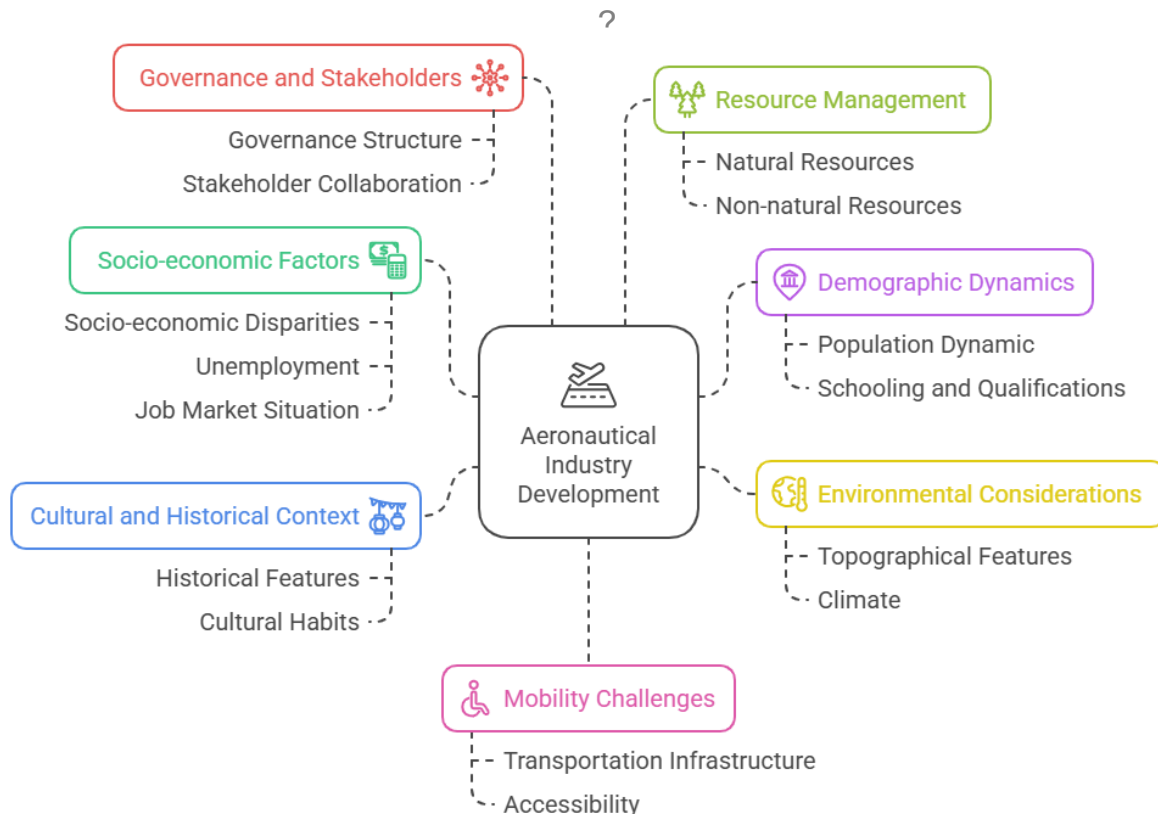 ?
Governance and Stakeholders
Governance Structure
Stakeholder Collaboration
Resource Management
Natural Resources
Non-natural Resources
Socio-economic Factors
Socio-economic Disparities
Unemployment
Job Market Situation
Demographic Dynamics
Population Dynamic
Schooling and Qualifications
Aeronautical
Industry
Development
Cultural and Historical Context
Historical Features
Cultural Habits
Environmental Considerations
Topographical Features
Climate
Mobility Challenges
Transportation Infrastructure
Accessibility